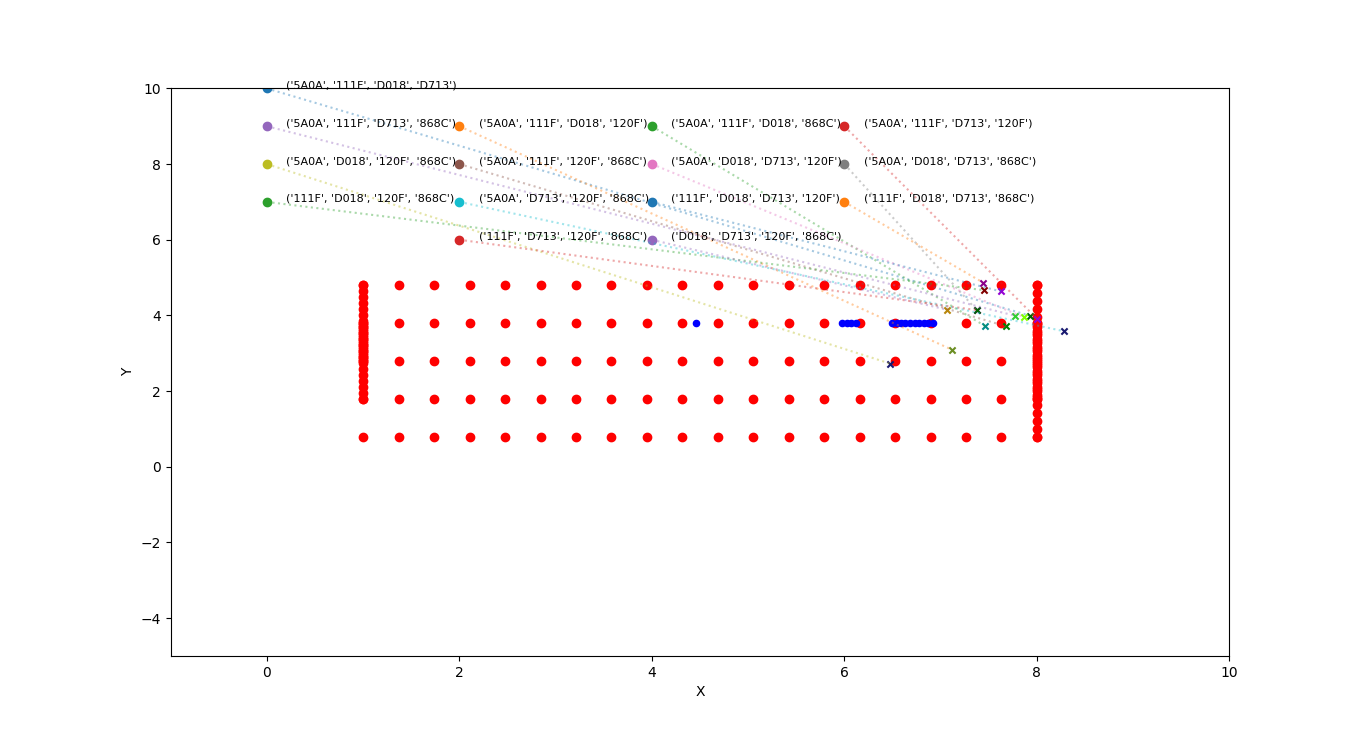 10
('5A0A', '111F', 'D018', 'D713')
('5A0A', '111F', 'D713', '868C') ('5A0A', '111F', 'D018', '120F') ('5A0A', '111F', 'D018', '868C') ('5A0A', '111F', 'D713', '120F')
8
('5A0A', 'D018', '120F', '868C') ('5A0A', '111F', '120F', '868C') ('5A0A', 'D018', 'D713', '120F') ('5A0A', 'D018', 'D713', '868C')
('111F', 'D018', '120F', '868C') ('5A0A', 'D713', '120F', '868C') ('111F', 'D018', 'D713', '120F') ('111F', 'D018', 'D713', '868C')
6
('111F', 'D713', '120F', '868C') ('D018', 'D713', '120F', '868C')
4
Y
2
0
−2
−4
0 2 4 6 8 10
X